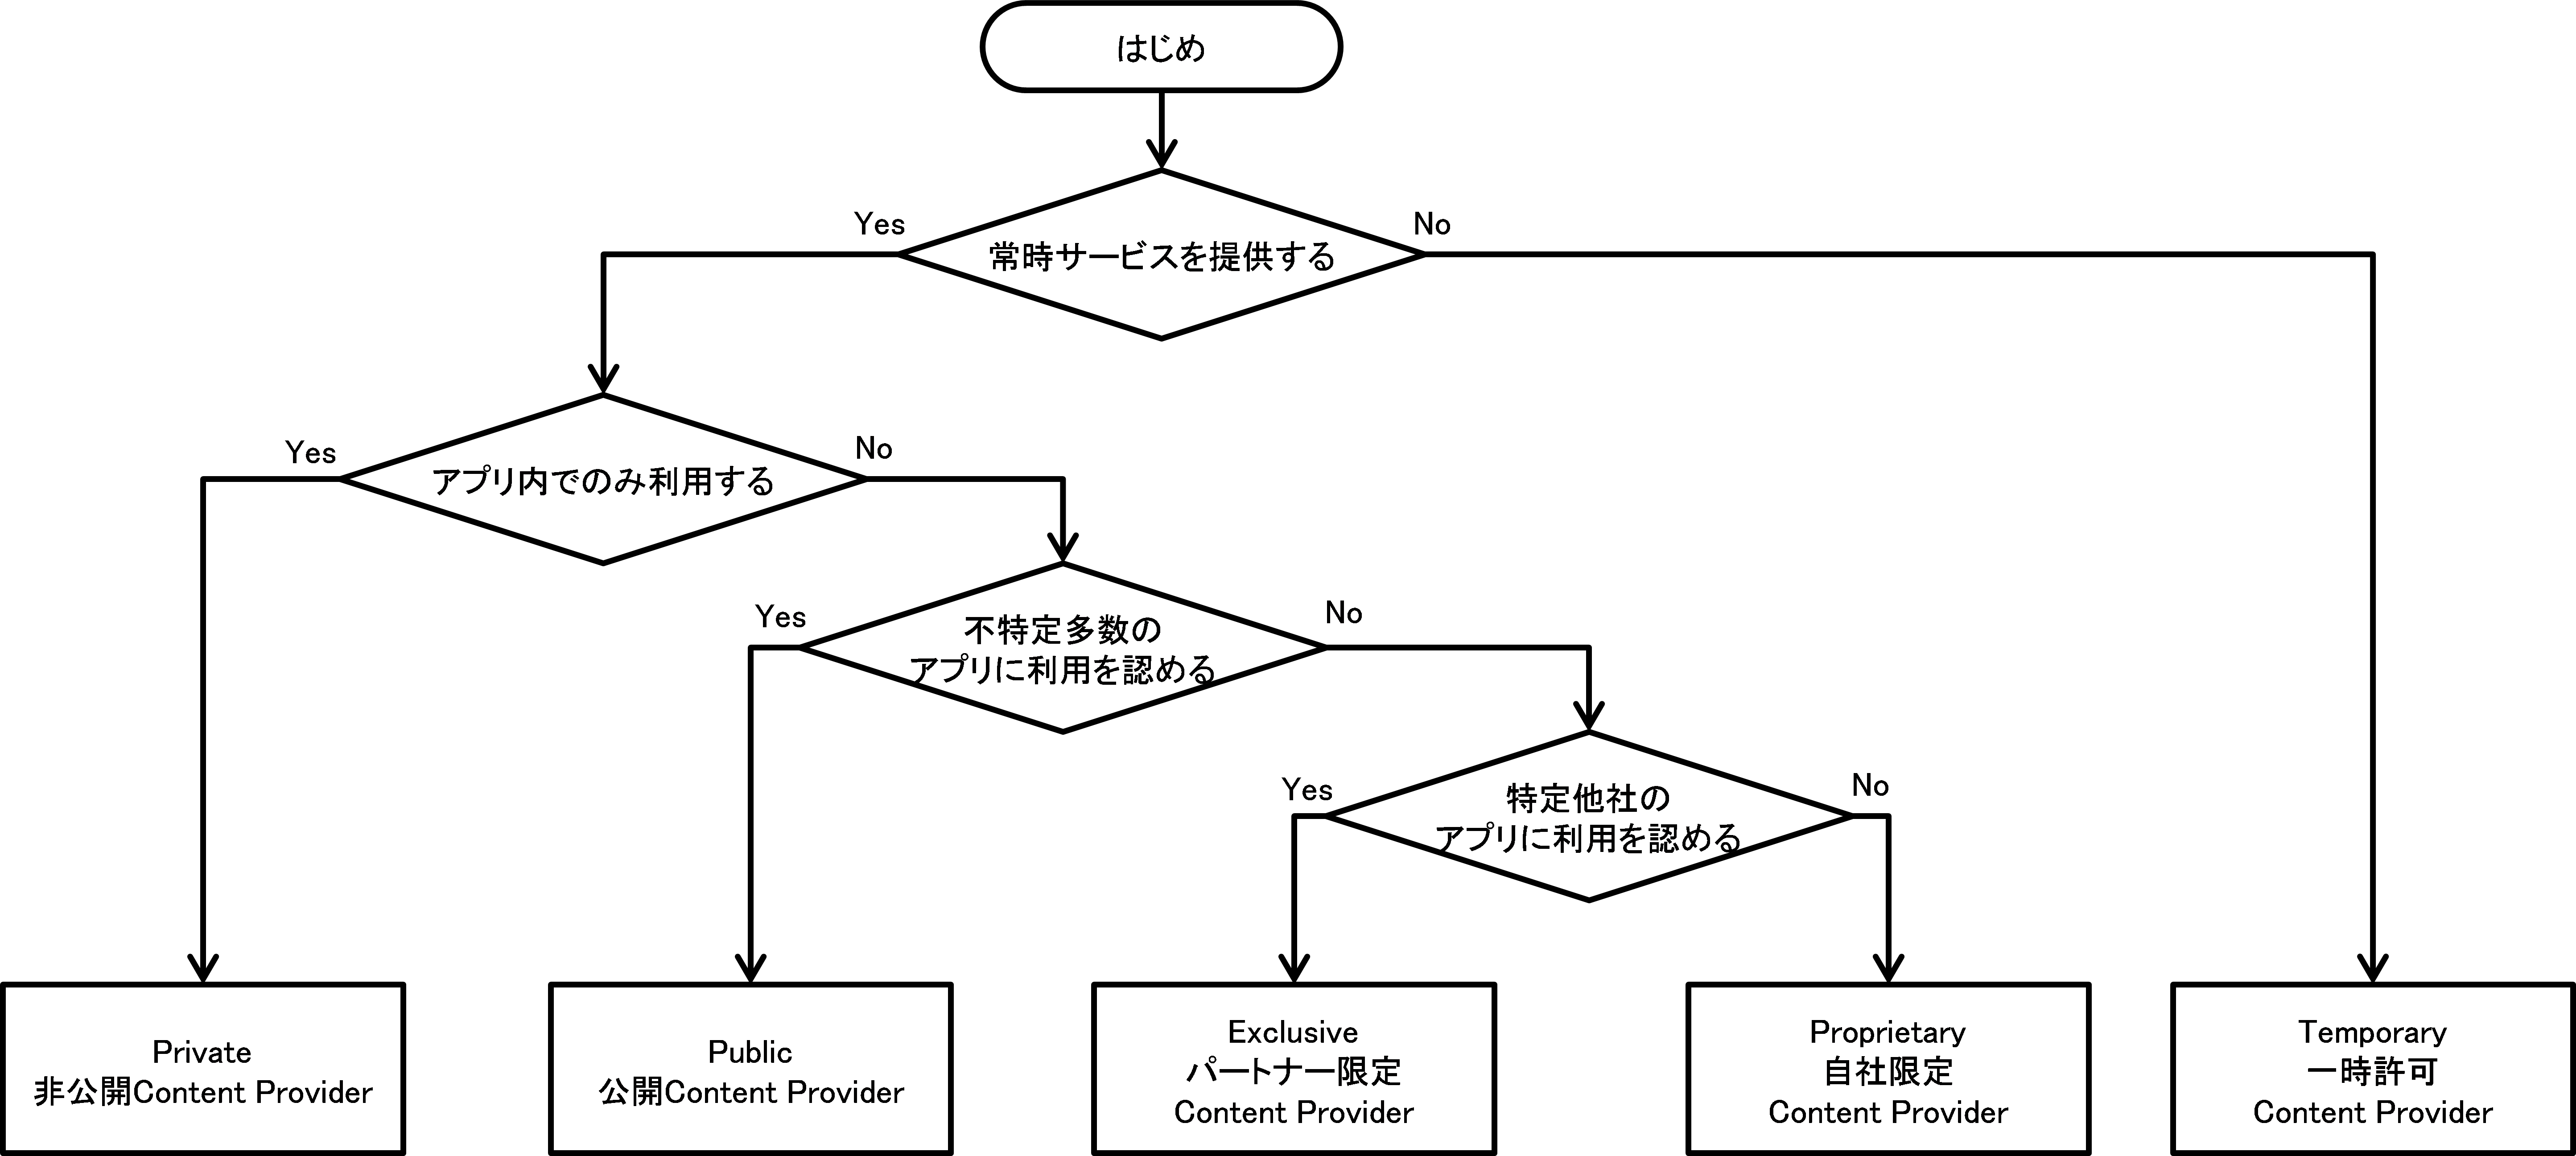 はじめ
Yes
No
常時サービスを提供する
Yes
No
アプリ内でのみ利用する
Yes
No
不特定多数の
アプリに利用を認める
Yes
No
特定他社の
アプリに利用を認める
Private
非公開Content Provider
Public
公開Content Provider
Exclusive
パートナー限定
Content Provider
Proprietary
自社限定
Content Provider
Temporary
一時許可
Content Provider